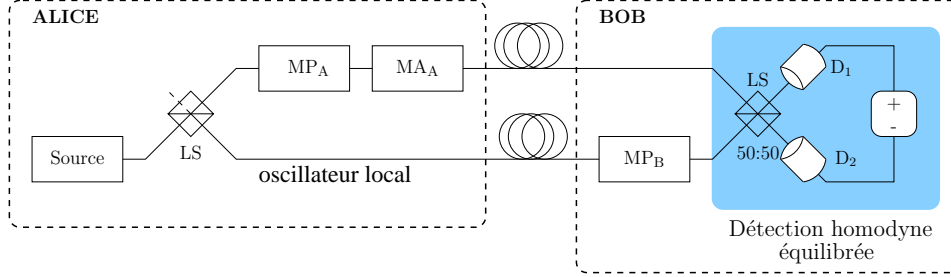 ALICE
BOB
MP_A
MA_A
LS
D_1
+
-
Source
LS
50:50
MP_B
D_2
oscillateur local
Détection homodyne
équilibrée